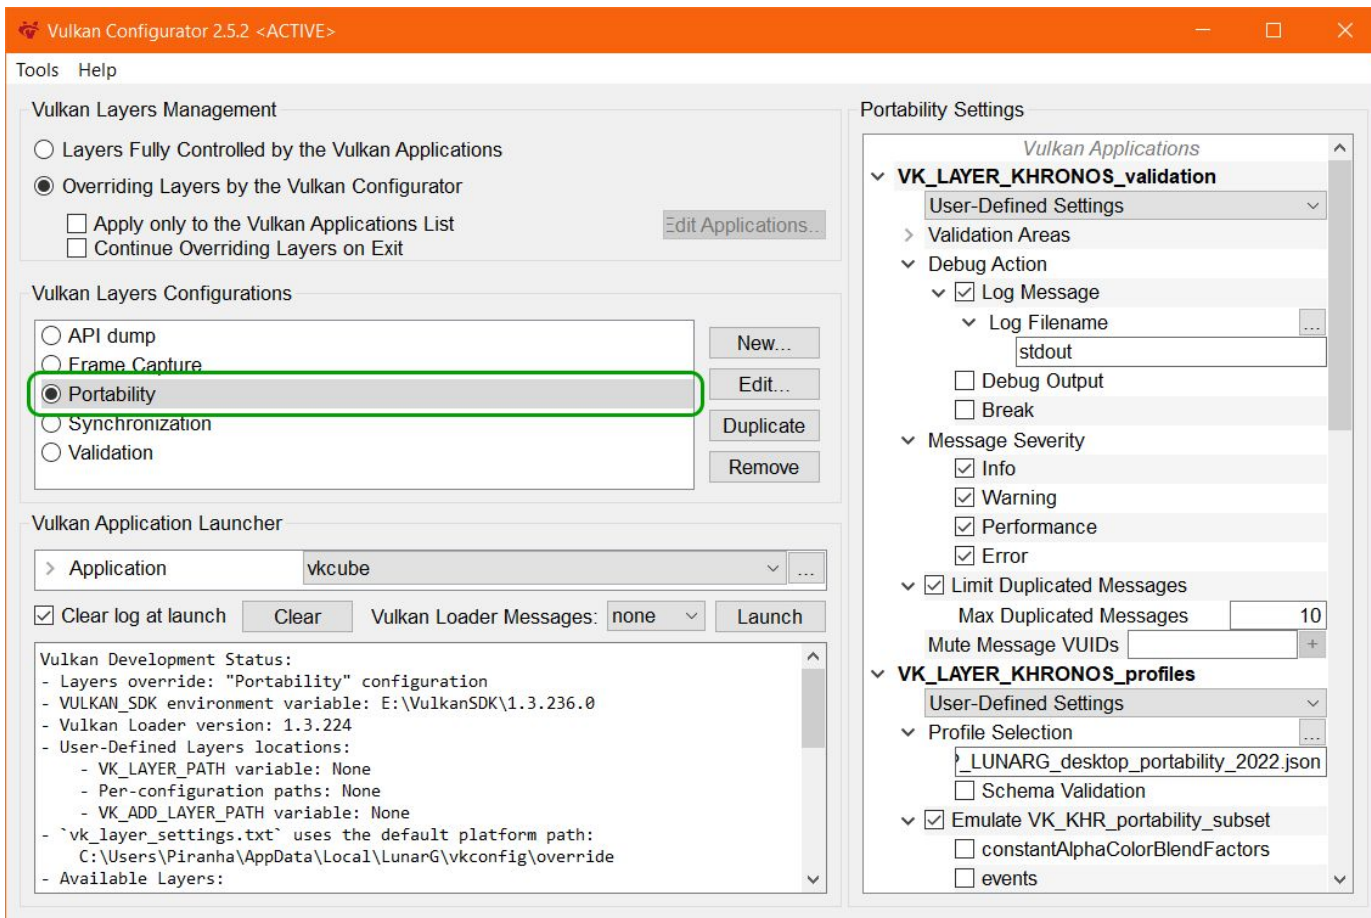 Vulkan Configurator 2.5.2 <ACTIVE>
Tools Help
Vulkan Layers Management
Layers Fully Controlled by the Vulkan Applications
Overriding Layers by the Vulkan Configurator
Apply only to the Vulkan Applications List
Edit Applications...
Continue Overriding Layers on Exit
Vulkan Layers Configurations
API dump
Frame Capture
Portability
Synchronization
Validation
New...
Edit...
Duplicate
Remove
Vulkan Application Launcher
Application vkcube ...
Clear log at launch Clear Vulkan Loader Messages: none Launch
Vulkan Development Status:
- Layers override: "Portability" configuration
- VULKAN_SDK environment variable: E:\VulkanSDK\1.3.236.0
- Vulkan Loader version: 1.3.224
- User-Defined Layers locations:
- VK_LAYER_PATH variable: None
- Per-configuration paths: None
- VK_ADD_LAYER_PATH variable: None
- `vk_layer_settings.txt` uses the default platform path:
C:\Users\Piranha\AppData\Local\LunarG\vkconfig\override
- Available Layers:
Portability Settings
Vulkan Applications
VK_LAYER_KHRONOS_validation
User-Defined Settings
Validation Areas
Debug Action
Log Message
Log Filename ...
stdout
Debug Output
Break
Message Severity
Info
Warning
Performance
Error
Limit Duplicated Messages
Max Duplicated Messages 10
Mute Message VUIDs +
VK_LAYER_KHRONOS_profiles
User-Defined Settings
Profile Selection ...
_LUNARG_desktop_portability_2022.json
Schema Validation
Emulate VK_KHR_portability_subset
constantAlphaColorBlendFactors
events